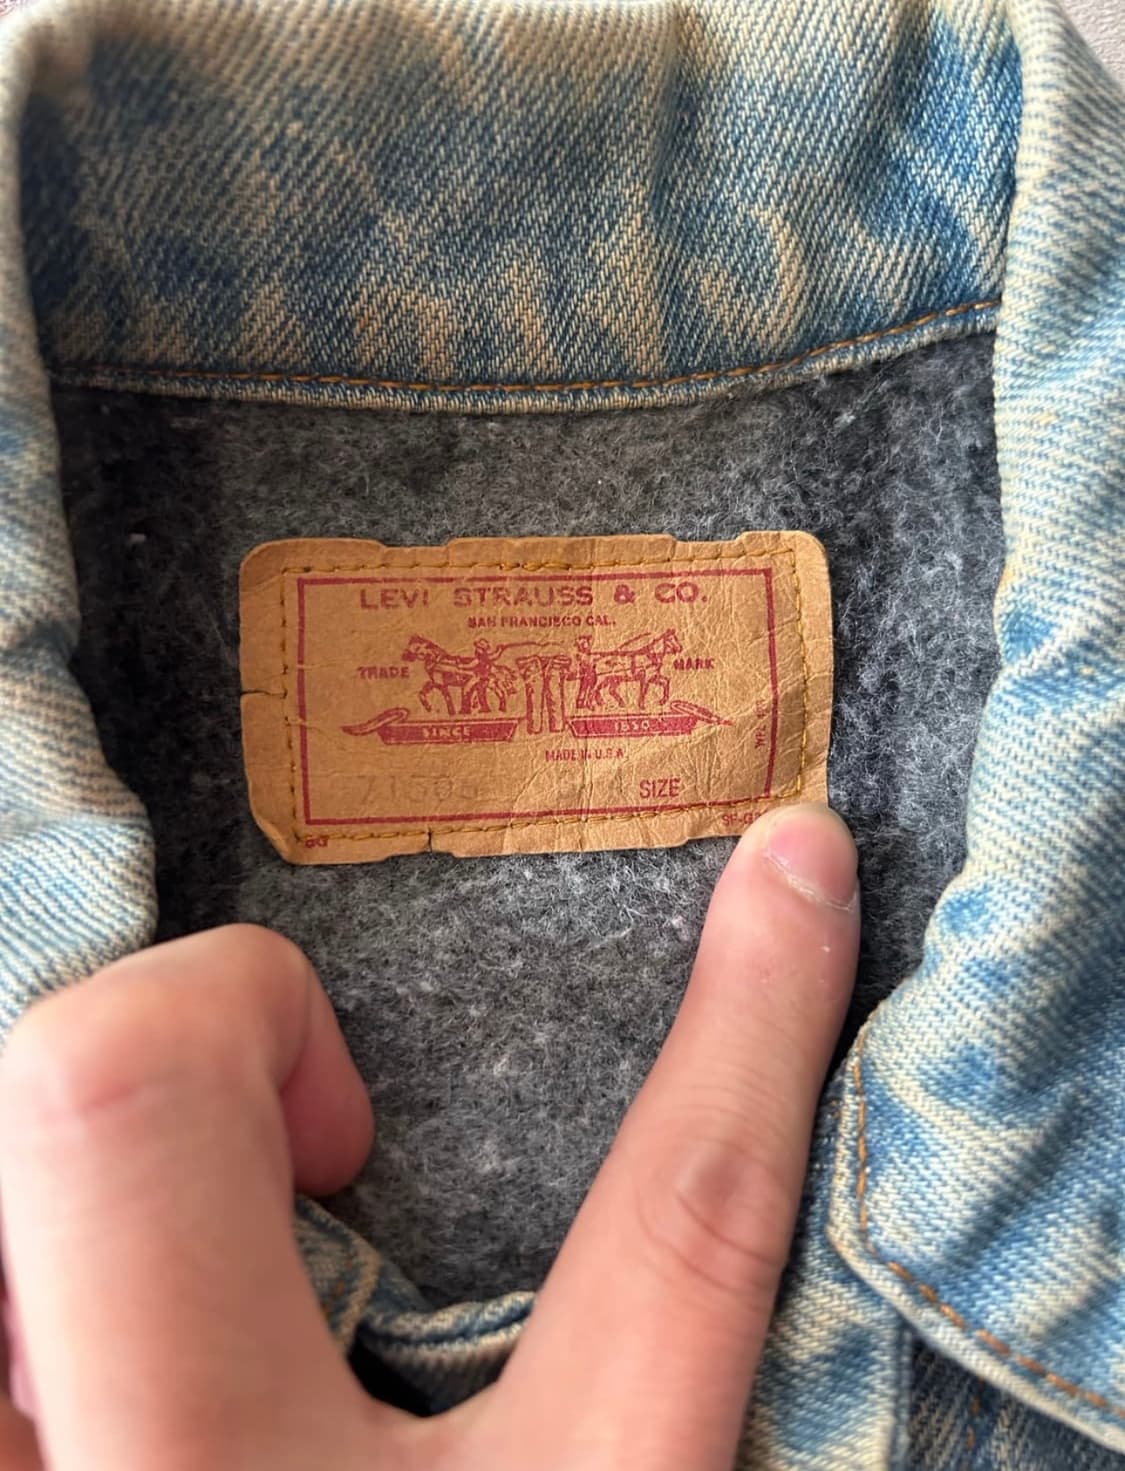 LEVI STRAUSS & CO.
SAN FRANCISCO CAL.
TRADE MARK
SINCE 1850
MADE IN U.S.A.
SIZE